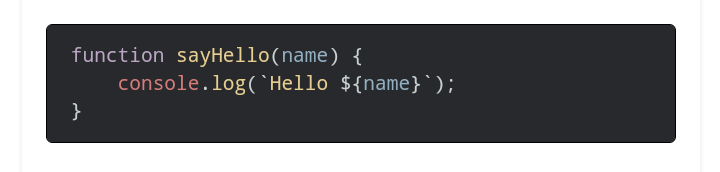 function sayHello(name) {
    console.log(`Hello ${name}`);
}